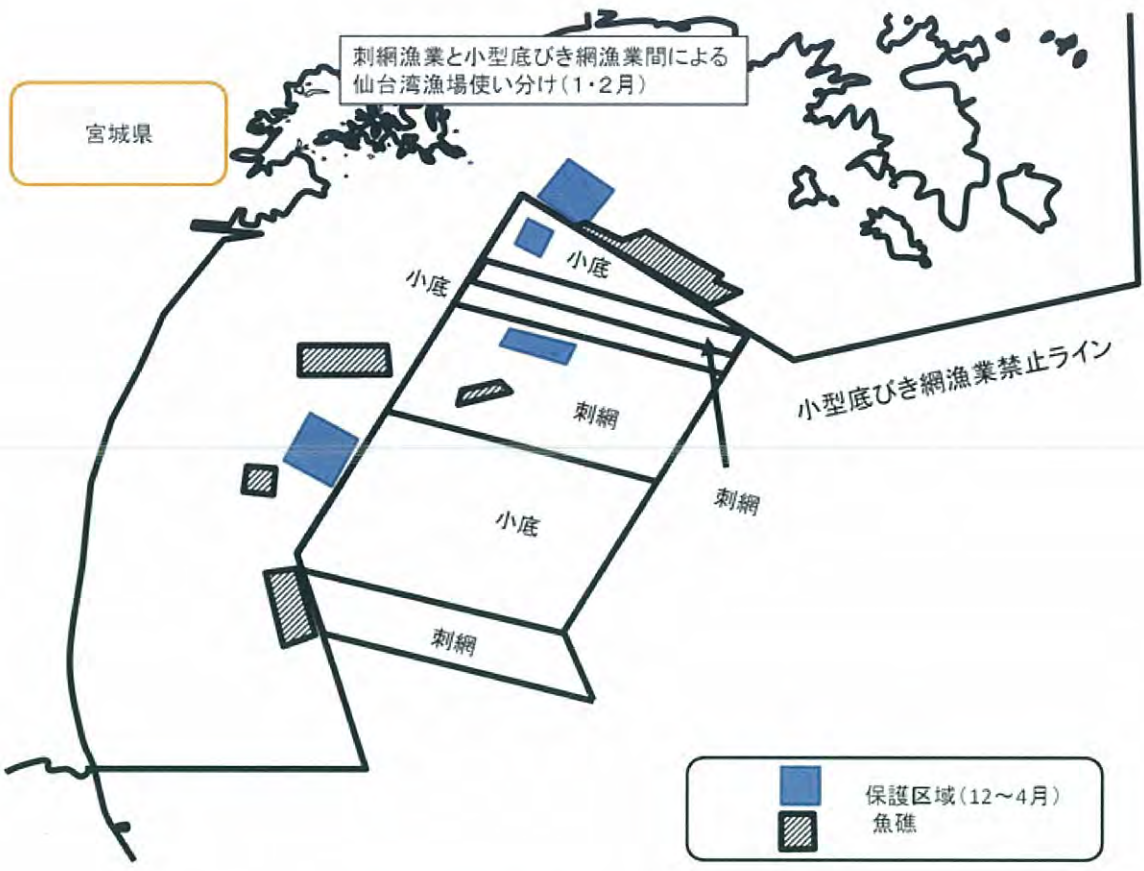 刺網漁業と小型底びき網漁業間による
仙台湾漁場使い分け(1・2月)
宮城県
小底
小底
刺網
小型底びき網漁業禁止ライン
刺網
小底
刺網
保護区域(12～4月)
魚礁